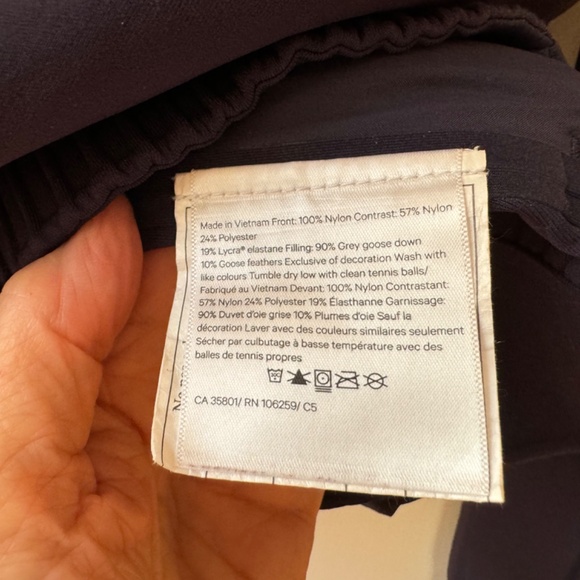 Made in Vietnam Front: 100% Nylon Contrast: 57% Nylon
24% Polyester
19% Lycra® elastane Filling: 90% Grey goose down
10% Goose feathers Exclusive of decoration Wash with
like colours Tumble dry low with clean tennis balls/
Fabriqué au Vietnam Devant: 100% Nylon Contrastant:
57% Nylon 24% Polyester 19% Élasthanne Garnissage:
90% Duvet d'oie grise 10% Plumes d'oie Sauf la
décoration Laver avec des couleurs similaires seulement
Sécher par culbutage à basse température avec des
balles de tennis propres
CA 35801/ RN 106259/ C5